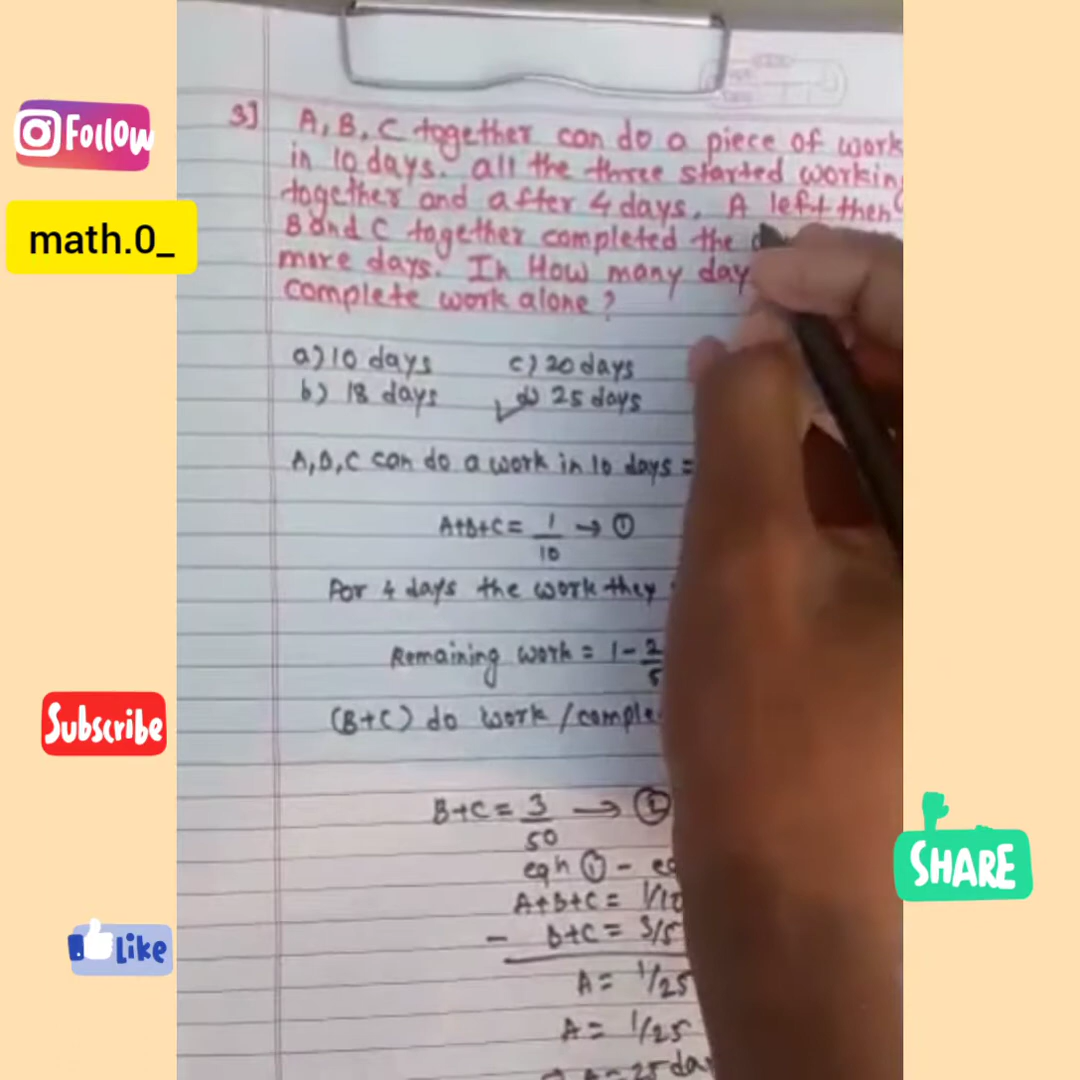 Follow
math.0_
3] A, B, C together can do a piece of work
in 10 days. all the three started workin
together and after 4 days. A left then
B and C together completed the
more days. In How many day
complete work alone?
a) 10 days c) 20 days
b) 18 days d) 25 days
A, B, C can do a work in 10 days =
A+B+C = 1/10 → ①
For 4 days the work they
Remaining work = 1 - 2/5
(B+C) do work / comple
Subscribe
B+C = 3/50 → ②
eqn ① -
A+B+C = 1/10
- B+C = 3/5
SHARE
Like
A = 1/25
A = 1/25
A = 25 da